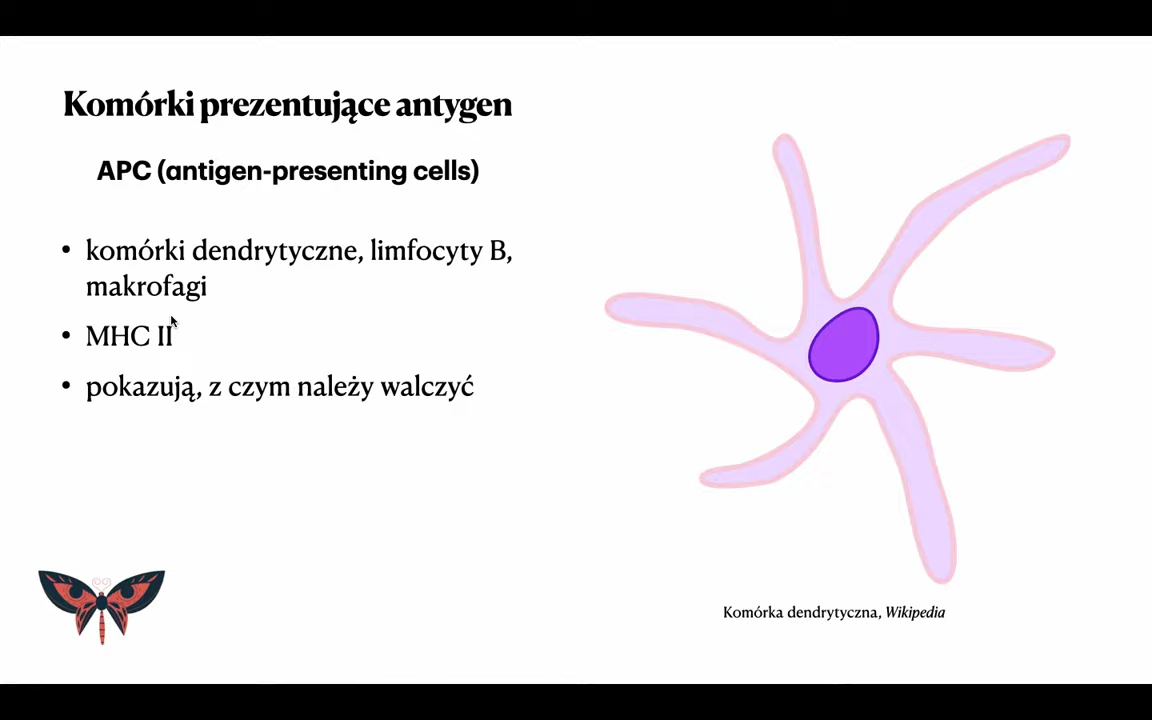 Komórki prezentujące antygen
APC (antigen-presenting cells)
• komórki dendrytyczne, limfocyty B,
makrofagi
• MHC II
• pokazują, z czym należy walczyć
Komórka dendrytyczna, Wikipedia